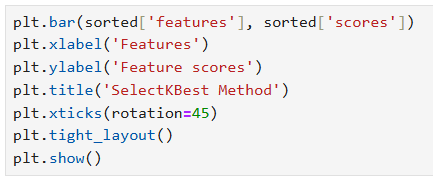 plt.bar(sorted['features'], sorted['scores'])
plt.xlabel('Features')
plt.ylabel('Feature scores')
plt.title('SelectKBest Method')
plt.xticks(rotation=45)
plt.tight_layout()
plt.show()